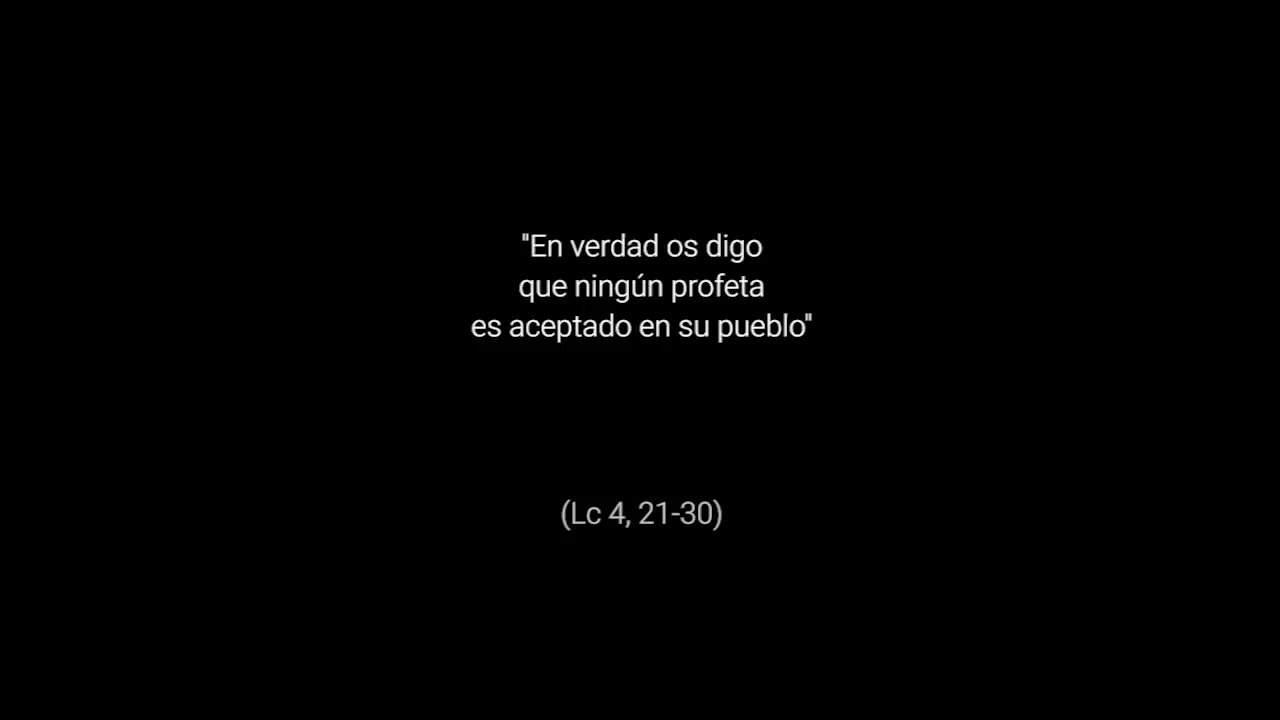 "En verdad os digo
que ningún profeta
es aceptado en su pueblo"
(Lc 4, 21-30)